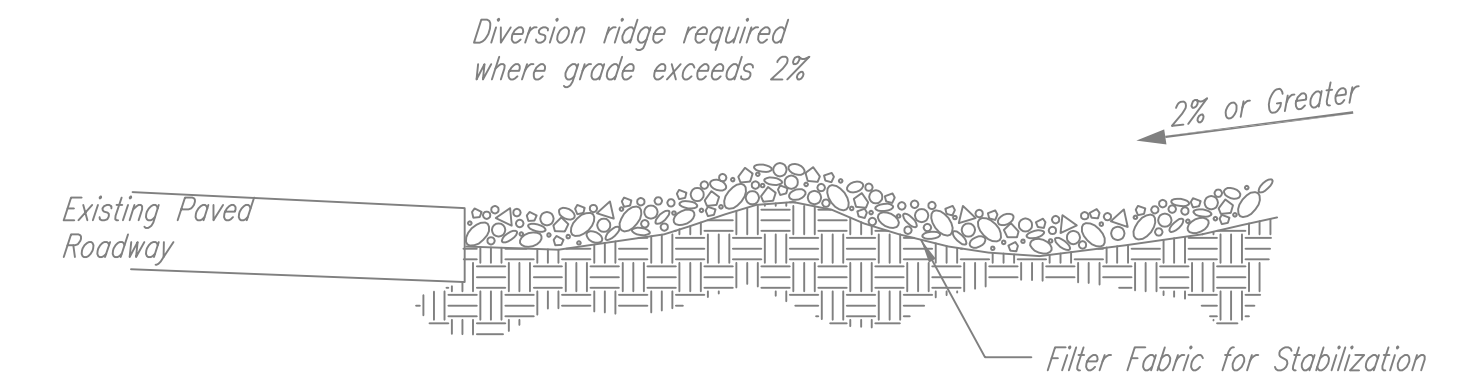 Diversion ridge required
where grade exceeds 2%
2% or Greater
Existing Paved
Roadway
Filter Fabric for Stabilization